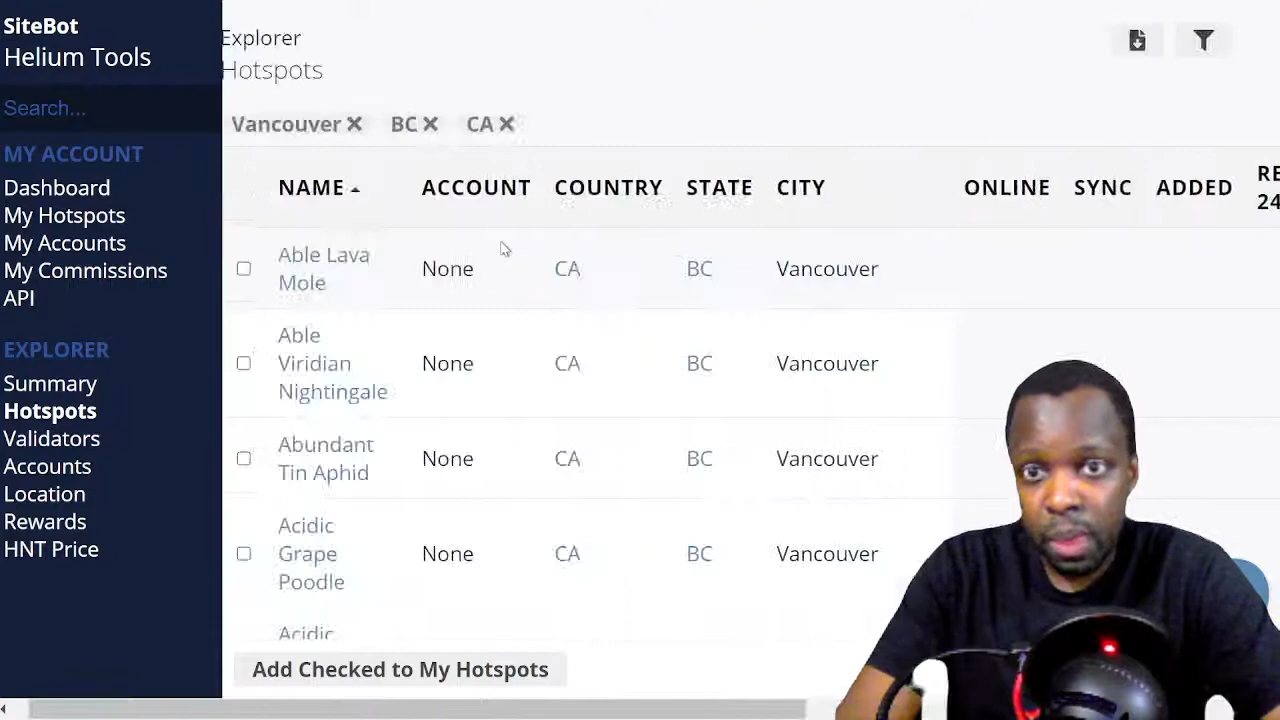 SiteBot
Helium Tools
Search...
MY ACCOUNT
Dashboard
My Hotspots
My Accounts
My Commissions
API
EXPLORER
Summary
Hotspots
Validators
Accounts
Location
Rewards
HNT Price
Explorer
Hotspots
Vancouver BC CA
NAME ACCOUNT COUNTRY STATE CITY ONLINE SYNC ADDED RE
24
Able Lava
Mole
None CA BC Vancouver
Able
Viridian
Nightingale
None CA BC Vancouver
Abundant
Tin Aphid
None CA BC Vancouver
Acidic
Grape
Poodle
None CA BC Vancouver
Acidic
Add Checked to My Hotspots